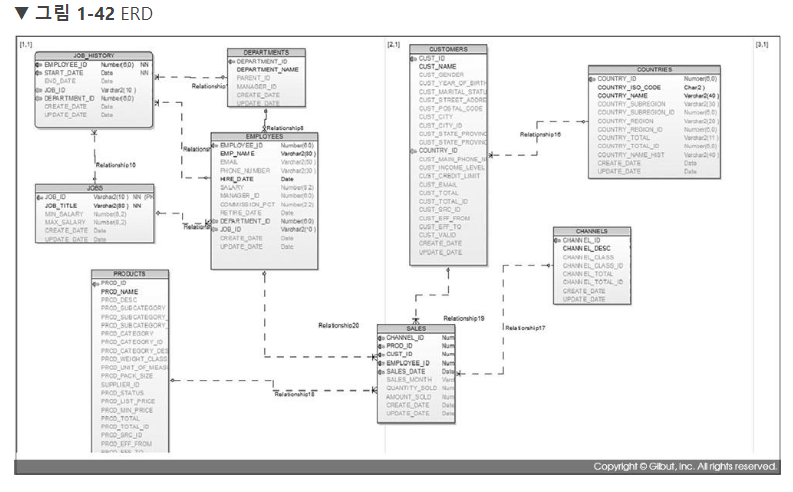 ▼ 그림 1-42 ERD
[1,1]
[2,1]
[3,1]
JOB_HISTORY
EMPLOYEE_ID Number(6,0) NN
START_DATE Date NN
END_DATE Date
JOB_ID Varchar2(10)
DEPARTMENT_ID Number(6,0)
CREATE_DATE Date
UPDATE_DATE Date
DEPARTMENTS
DEPARTMENT_ID
DEPARTMENT_NAME
PARENT_ID
MANAGER_ID
CREATE_DATE
UPDATE_DATE
CUSTOMERS
CUST_ID
CUST_NAME
CUST_GENDER
CUST_YEAR_OF_BIRTH
CUST_MARITAL_STATU
CUST_STREET_ADDRE
CUST_POSTAL_CODE
CUST_CITY
CUST_CITY_ID
CUST_STATE_PROVINC
CUST_STATE_PROVINC
COUNTRY_ID
CUST_MAIN_PHONE_N
CUST_INCOME_LEVEL
CUST_CREDIT_LIMIT
CUST_EMAIL
CUST_TOTAL
CUST_TOTAL_ID
CUST_SRC_ID
CUST_EFF_FROM
CUST_EFF_TO
CUST_VALID
CREATE_DATE
UPDATE_DATE
COUNTRIES
COUNTRY_ID Number(6,0)
COUNTRY_ISO_CODE Char2)
COUNTRY_NAME Varchar2(40)
COUNTRY_SUBREGION Varchar2(30)
COUNTRY_SUBREGION_ID Number(6,0)
COUNTRY_REGION Varchar2(20)
COUNTRY_REGION_ID Number(6,0)
COUNTRY_TOTAL Varchar2(11)
COUNTRY_TOTAL_ID Number(6,0)
COUNTRY_NAME_HIST Varchar2(40)
CREATE_DATE Date
UPDATE_DATE Date
Relationship
Relationship8
Relations
Relationship10
Relations
Relationship16
EMPLOYEES
EMPLOYEE_ID Number(6,0)
EMP_NAME Varchar2(80)
EMAIL Varchar2(50)
PHONE_NUMBER Varchar2(30)
HIRE_DATE Date
SALARY Number(8,2)
MANAGER_ID Number(6,0)
COMMISSION_PCT Number(2,2)
RETIRE_DATE Date
DEPARTMENT_ID Number(6,0)
JOB_ID Varchar2(10)
CREATE_DATE Date
UPDATE_DATE Date
JOBS
JOB_ID Varchar2(10) NN (PK
JOB_TITLE Varchar2(80) NN
MIN_SALARY Number(8,2)
MAX_SALARY Number(8,2)
CREATE_DATE Date
UPDATE_DATE Date
CHANNELS
CHANNEL_ID
CHANNEL_DESC
CHANNEL_CLASS
CHANNEL_CLASS_ID
CHANNEL_TOTAL
CHANNEL_TOTAL_ID
CREATE_DATE
UPDATE_DATE
PRODUCTS
PROD_ID
PROD_NAME
PROD_DESC
PROD_SUBCATEGORY
PROD_SUBCATEGORY_
PROD_SUBCATEGORY_
PROD_CATEGORY
PROD_CATEGORY_ID
PROD_CATEGORY_DES
PROD_WEIGHT_CLASS
PROD_UNIT_OF_MEAS
PROD_PACK_SIZE
SUPPLIER_ID
PROD_STATUS
PROD_LIST_PRICE
PROD_MIN_PRICE
PROD_TOTAL
PROD_TOTAL_ID
PROD_SRC_ID
PROD_EFF_FROM
Relationship20
Relationship19
Relationship17
Relationship18
SALES
CHANNEL_ID Num
PROD_ID Num
CUST_ID Num
EMPLOYEE_ID Num
SALES_DATE Date
SALES_MONTH Varc
QUANTITY_SOLD Num
AMOUNT_SOLD Num
CREATE_DATE Date
UPDATE_DATE Date
Copyright © Gilbut, Inc. All rights reserved.